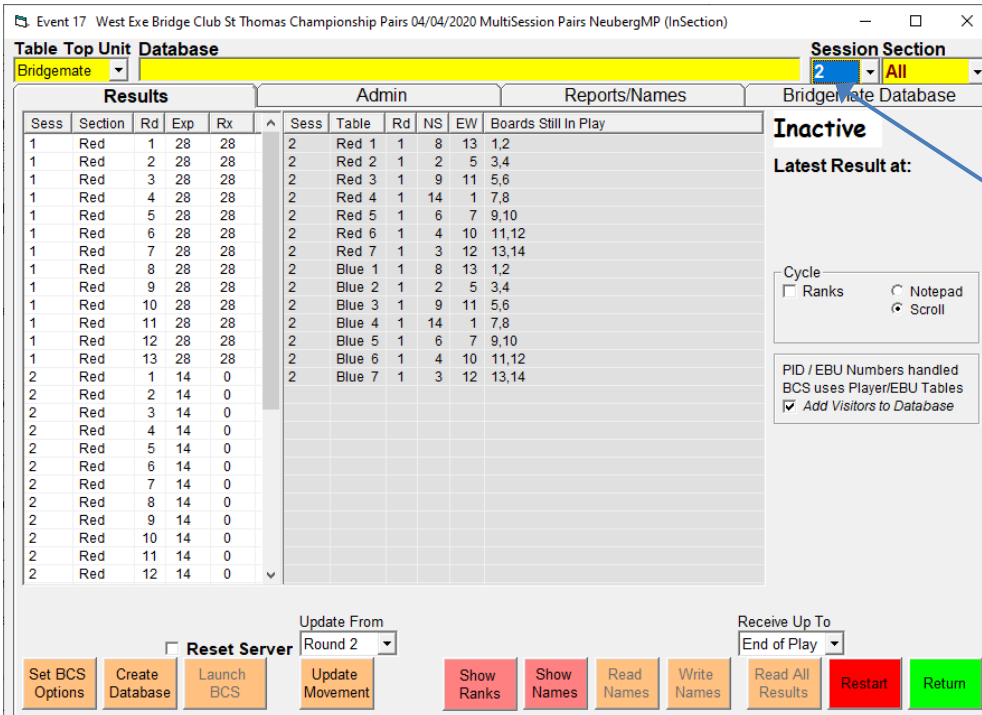 Event 17 West Exe Bridge Club St Thomas Championship Pairs 04/04/2020 MultiSession Pairs NeubergMP (InSection)
Table Top Unit Database Session Section
Bridgemate 2 All
Results Admin Reports/Names Bridgemate Database
Sess Section Rd Exp Rx Sess Table Rd NS EW Boards Still In Play
1 Red 1 28 28 2 Red 1 1 8 13 1,2
1 Red 2 28 28 2 Red 2 1 2 5 3,4
1 Red 3 28 28 2 Red 3 1 9 11 5,6
1 Red 4 28 28 2 Red 4 1 14 1 7,8
1 Red 5 28 28 2 Red 5 1 6 7 9,10
1 Red 6 28 28 2 Red 6 1 4 10 11,12
1 Red 7 28 28 2 Red 7 1 3 12 13,14
1 Red 8 28 28 2 Blue 1 1 8 13 1,2
1 Red 9 28 28 2 Blue 2 1 2 5 3,4
1 Red 10 28 28 2 Blue 3 1 9 11 5,6
1 Red 11 28 28 2 Blue 4 1 14 1 7,8
1 Red 12 28 28 2 Blue 5 1 6 7 9,10
1 Red 13 28 28 2 Blue 6 1 4 10 11,12
2 Red 1 14 0 2 Blue 7 1 3 12 13,14
2 Red 2 14 0
2 Red 3 14 0
2 Red 4 14 0
2 Red 5 14 0
2 Red 6 14 0
2 Red 7 14 0
2 Red 8 14 0
2 Red 9 14 0
2 Red 10 14 0
2 Red 11 14 0
2 Red 12 14 0
Inactive
Latest Result at:
Cycle
Ranks Notepad
Scroll
PID / EBU Numbers handled
BCS uses Player/EBU Tables
Add Visitors to Database
Update From Receive Up To
Reset Server Round 2 End of Play
Set BCS Options
Create Database
Launch BCS
Update Movement
Show Ranks
Show Names
Read Names
Write Names
Read All Results
Restart
Return